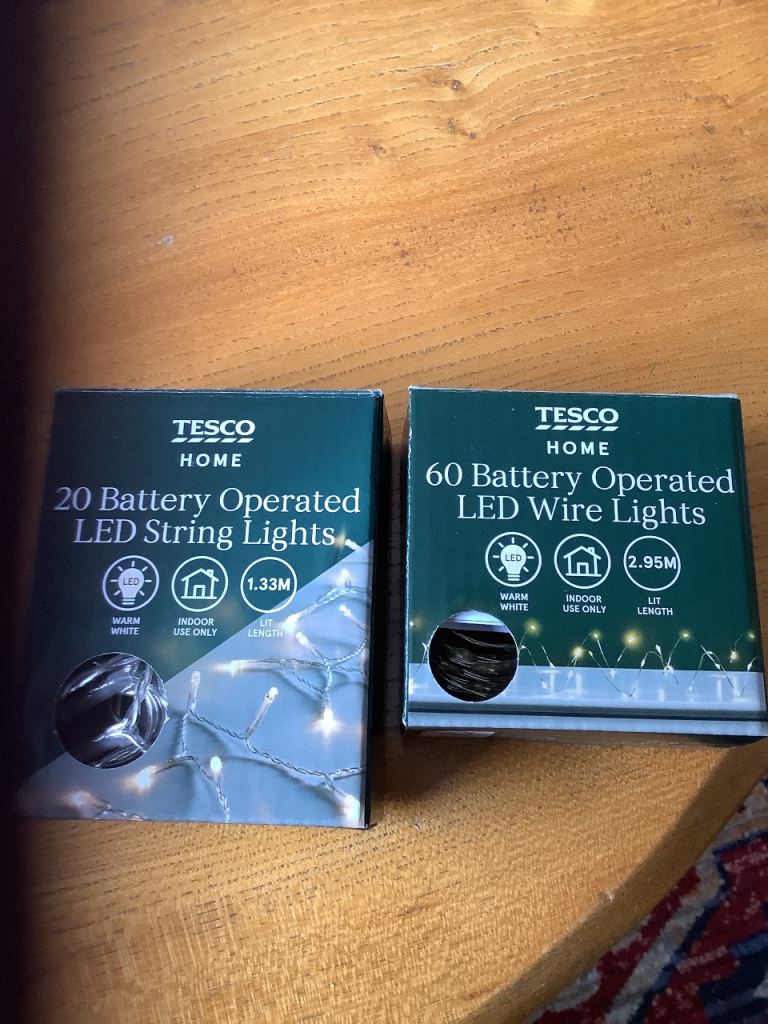 TESCO
HOME
20 Battery Operated
LED String Lights
LED
1.33M
WARM
WHITE
INDOOR
USE ONLY
LIT
LENGTH
TESCO
HOME
60 Battery Operated
LED Wire Lights
LED
2.95M
WARM
WHITE
INDOOR
USE ONLY
LIT
LENGTH